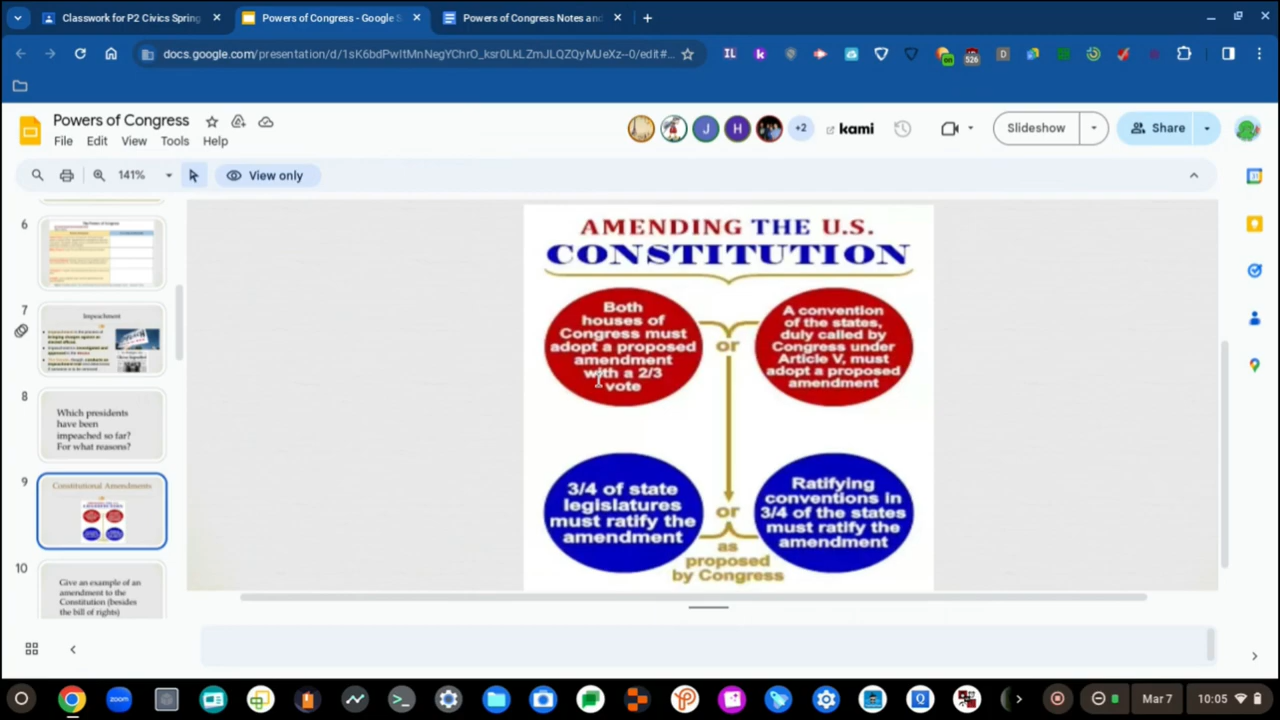 Classwork for P2 Civics Spring
Powers of Congress - Google S
Powers of Congress Notes and
docs.google.com/presentation/d/1sK6bdPwItMnNegYChrO_ksr0LkLZmJLQZQyMJeXz--0/edit#...
526
Powers of Congress
File Edit View Tools Help
J H +2 kami Slideshow Share
141% View only
6
7
Impeachment
8
Which presidents
have been
impeached so far?
For what reasons?
9
Constitutional Amendments
10
Give an example of an
amendment to the
Constitution (besides
the bill of rights)
AMENDING THE U.S.
CONSTITUTION
Both
houses of
Congress must
adopt a proposed
amendment
with a 2/3
vote
or
A convention
of the states,
duly called by
Congress under
Article V, must
adopt a proposed
amendment
3/4 of state
legislatures
must ratify the
amendment
or
Ratifying
conventions in
3/4 of the states
must ratify the
amendment
as
proposed
by Congress
zoom
Mar 7 10:05